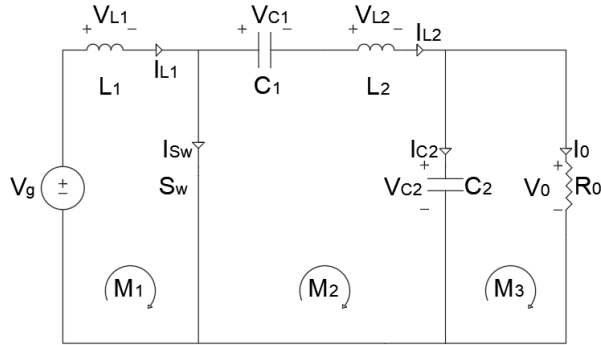 + VL1 −
+ VC1 −
+ VL2 −
IL2
IL1
L1
C1
L2
ISw
IC2
I0
Sw
Vg
+
−
+
VC2
−
C2
+
V0
−
R0
M1
M2
M3